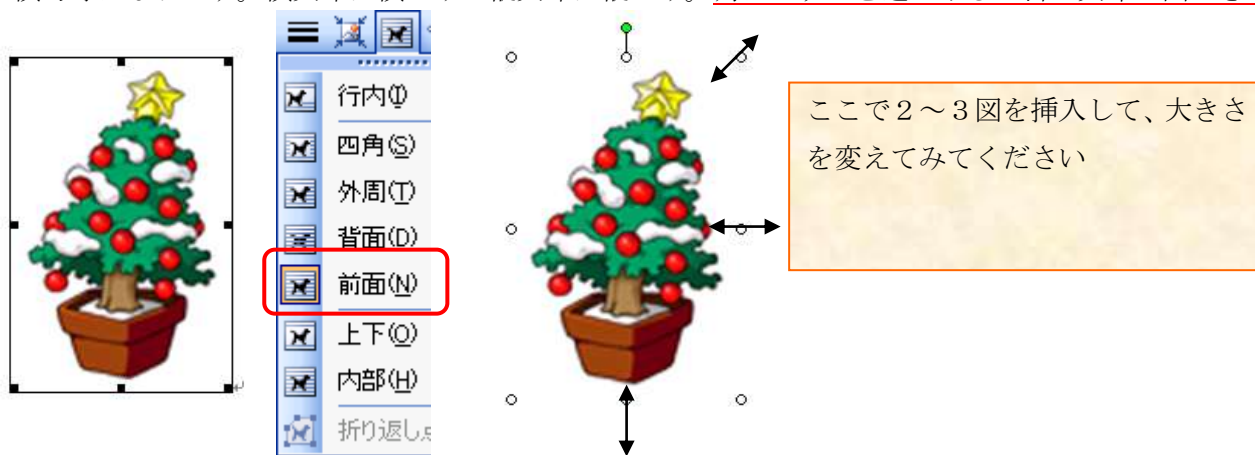 行内(I)
四角(S)
外周(T)
背面(D)
前面(N)
上下(O)
内部(H)
折り返し
ここで2～3図を挿入して、大きさ
を変えてみてください